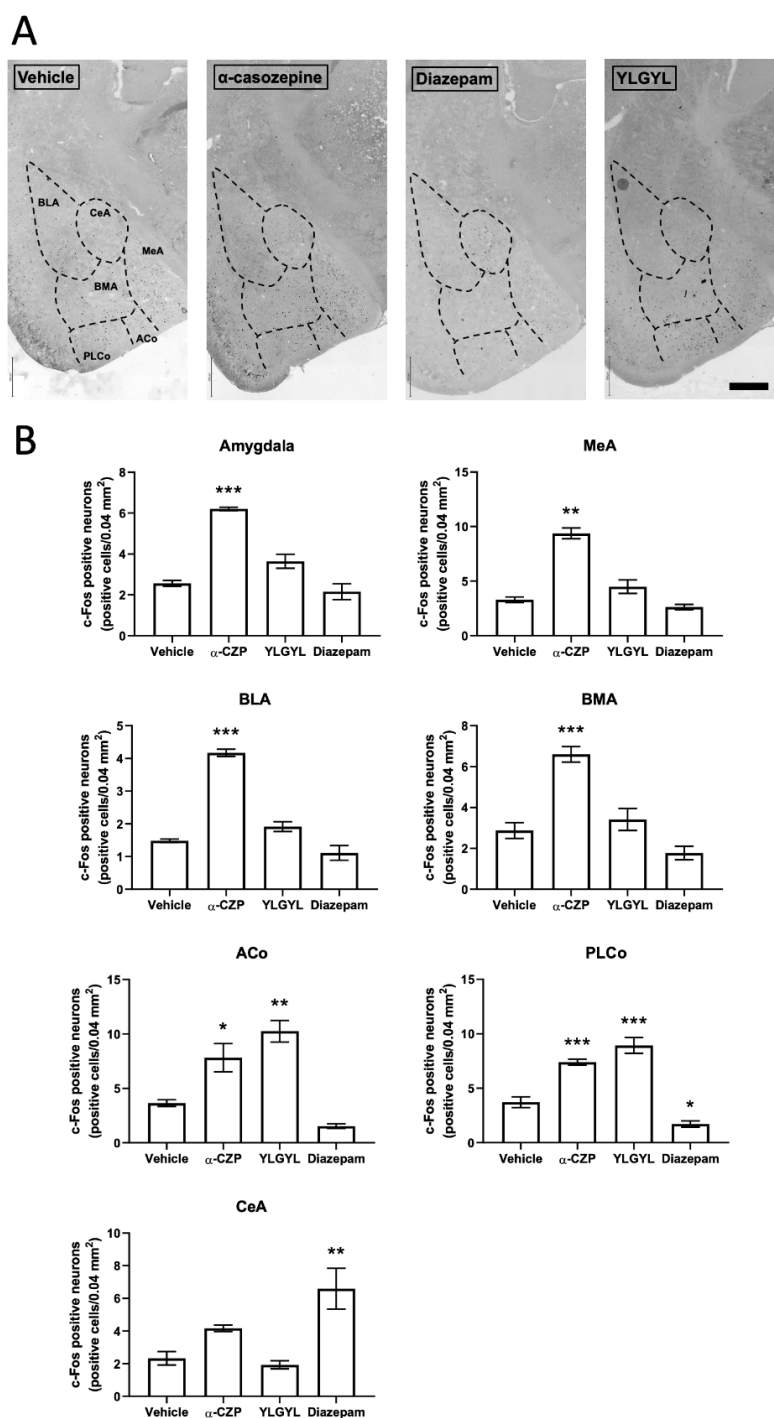 A
Vehicle
α-casozepine
Diazepam
YLGYL
BLA
CeA
MeA
BMA
ACo
PLCo
B
Amygdala
c-Fos positive neurons
(positive cells/0.04 mm²)
8
6
4
2
0
***
Vehicle α-CZP YLGYL Diazepam
MeA
c-Fos positive neurons
(positive cells/0.04 mm²)
15
10
5
0
**
Vehicle α-CZP YLGYL Diazepam
BLA
c-Fos positive neurons
(positive cells/0.04 mm²)
5
4
3
2
1
0
***
Vehicle α-CZP YLGYL Diazepam
BMA
c-Fos positive neurons
(positive cells/0.04 mm²)
8
6
4
2
0
***
Vehicle α-CZP YLGYL Diazepam
ACo
c-Fos positive neurons
(positive cells/0.04 mm²)
15
10
5
0
*
**
Vehicle α-CZP YLGYL Diazepam
PLCo
c-Fos positive neurons
(positive cells/0.04 mm²)
15
10
5
0
***
***
*
Vehicle α-CZP YLGYL Diazepam
CeA
c-Fos positive neurons
(positive cells/0.04 mm²)
10
8
6
4
2
0
**
Vehicle α-CZP YLGYL Diazepam